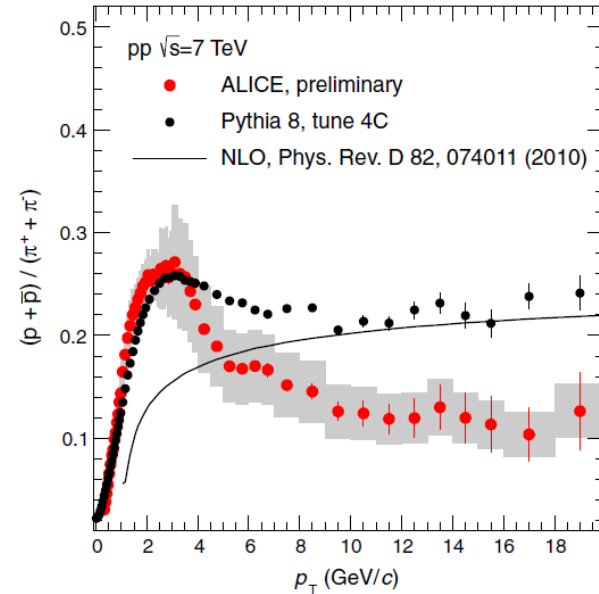 pp √s=7 TeV
ALICE, preliminary
Pythia 8, tune 4C
NLO, Phys. Rev. D 82, 074011 (2010)
(p + p̅) / (π⁺ + π⁻)
0.5
0.4
0.3
0.2
0.1
0 2 4 6 8 10 12 14 16 18 20
p_T (GeV/c)